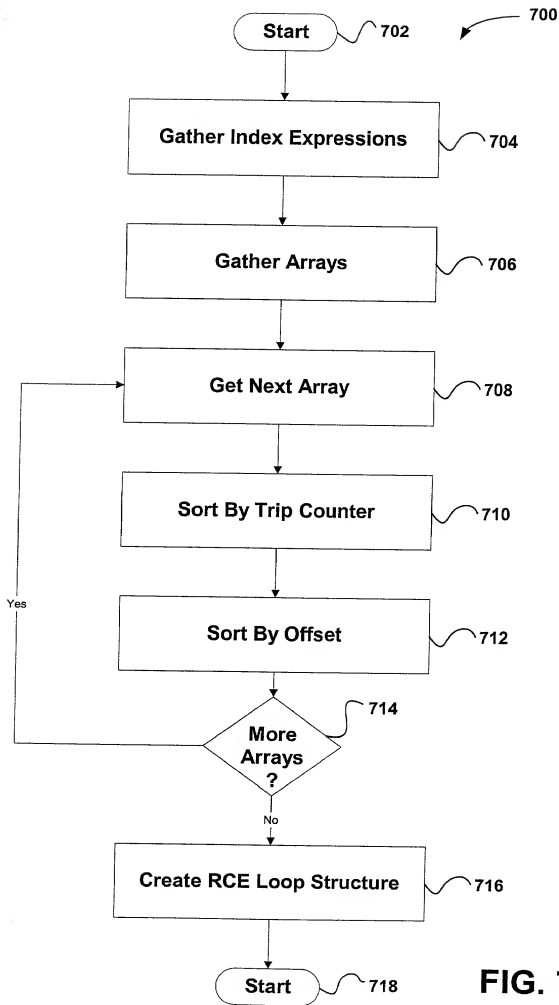 700
Start
702
Gather Index Expressions
704
Gather Arrays
706
Get Next Array
708
Sort By Trip Counter
710
Sort By Offset
712
Yes
More
Arrays
?
714
No
Create RCE Loop Structure
716
Start
718
FIG.